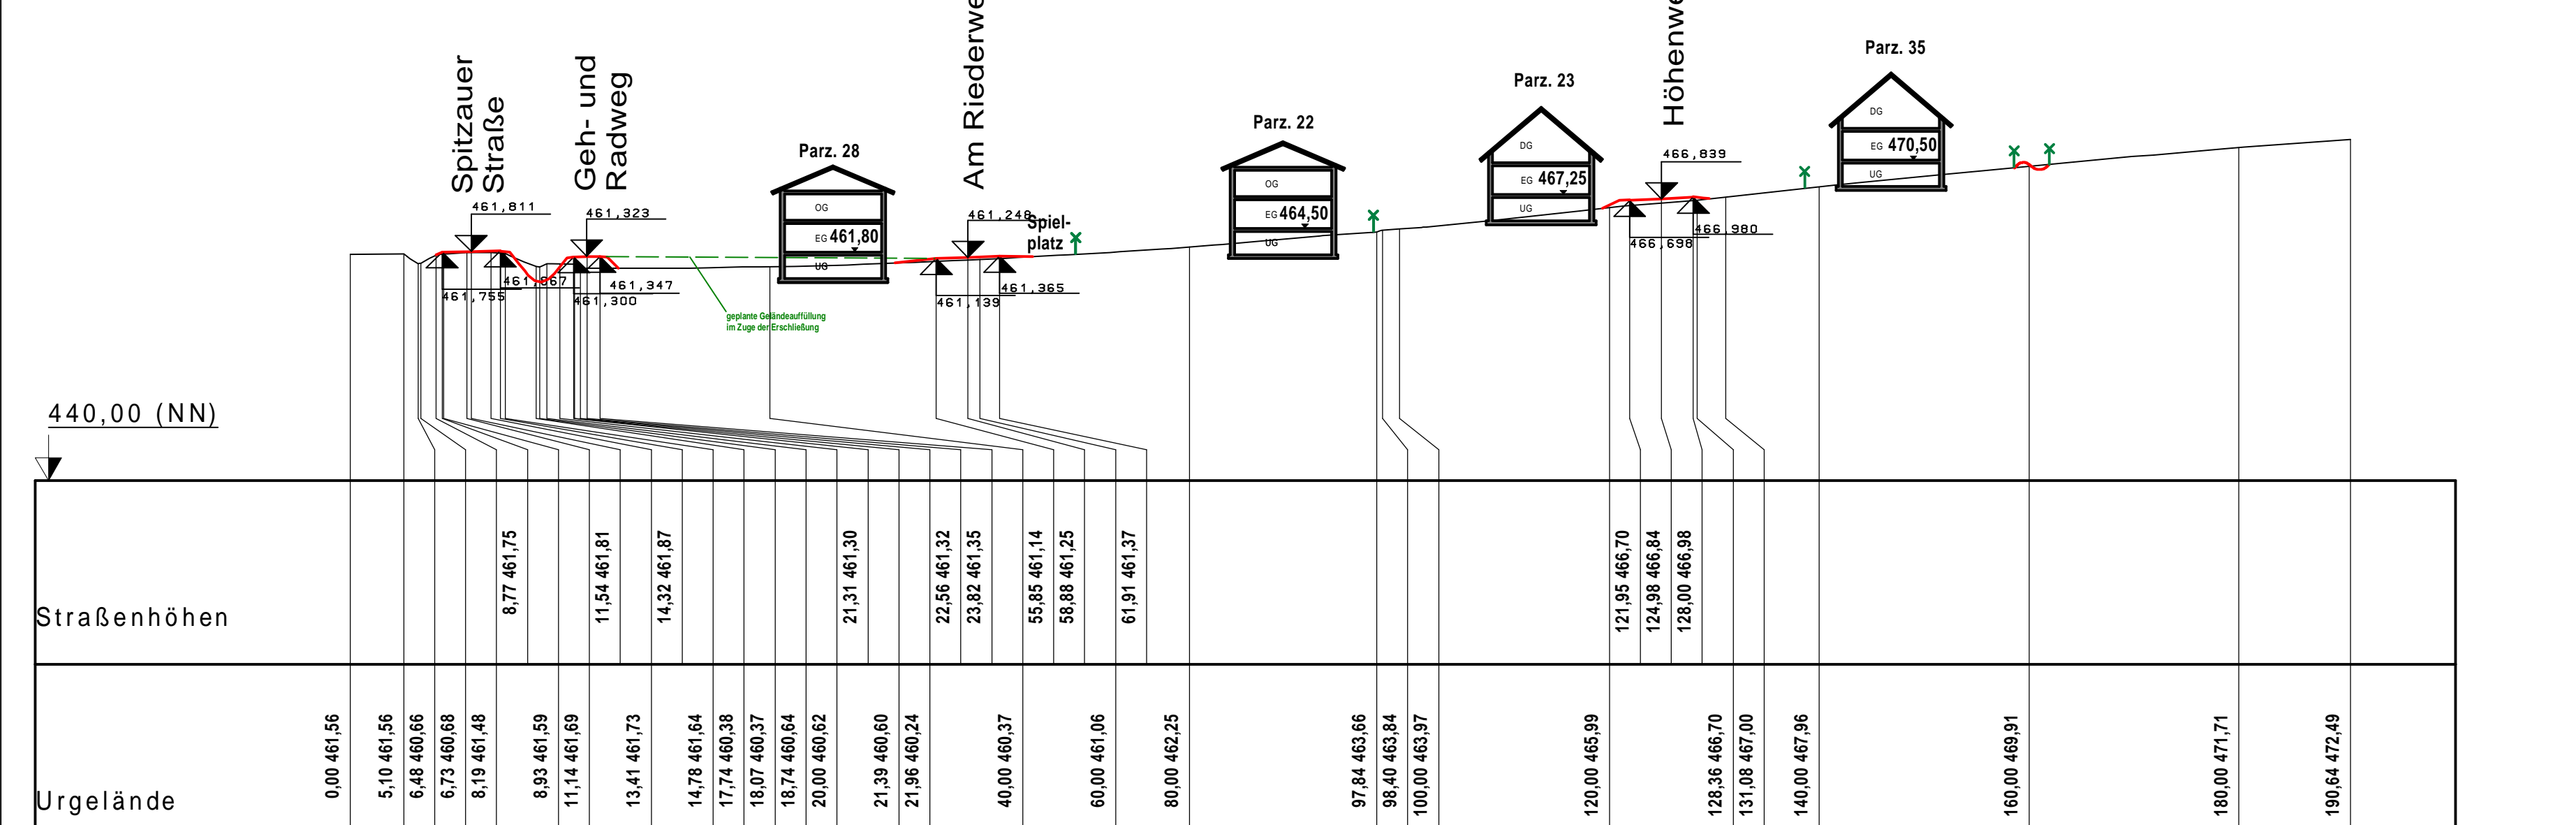 Spitzauer
Straße
Geh- und
Radweg
Am Riederwe
Höhenwe
Parz. 28
Parz. 22
Parz. 23
Parz. 35
OG
EG 461,80
UG
OG
EG 464,50
UG
DG
EG 467,25
UG
DG
EG 470,50
UG
461,811
461,323
461,248
466,839
Spiel-
platz
461,755
461,867
461,300
461,347
461,139
461,365
466,698
466,980
geplante Geländeauffüllung
im Zuge der Erschließung
440,00 (NN)
Straßenhöhen
8,77 461,75
11,54 461,81
14,32 461,87
21,31 461,30
22,56 461,32
23,82 461,35
55,85 461,14
58,88 461,25
61,91 461,37
121,95 466,70
124,98 466,84
128,00 466,98
Urgelände
0,00 461,56
5,10 461,56
6,48 460,66
6,73 460,68
8,19 461,48
8,93 461,59
11,14 461,69
13,41 461,73
14,78 461,64
17,74 460,38
18,07 460,37
18,74 460,64
20,00 460,62
21,39 460,60
21,96 460,24
40,00 460,37
60,00 461,06
80,00 462,25
97,84 463,66
98,40 463,84
100,00 463,97
120,00 465,99
128,36 466,70
131,08 467,00
140,00 467,96
160,00 469,91
180,00 471,71
190,64 472,49